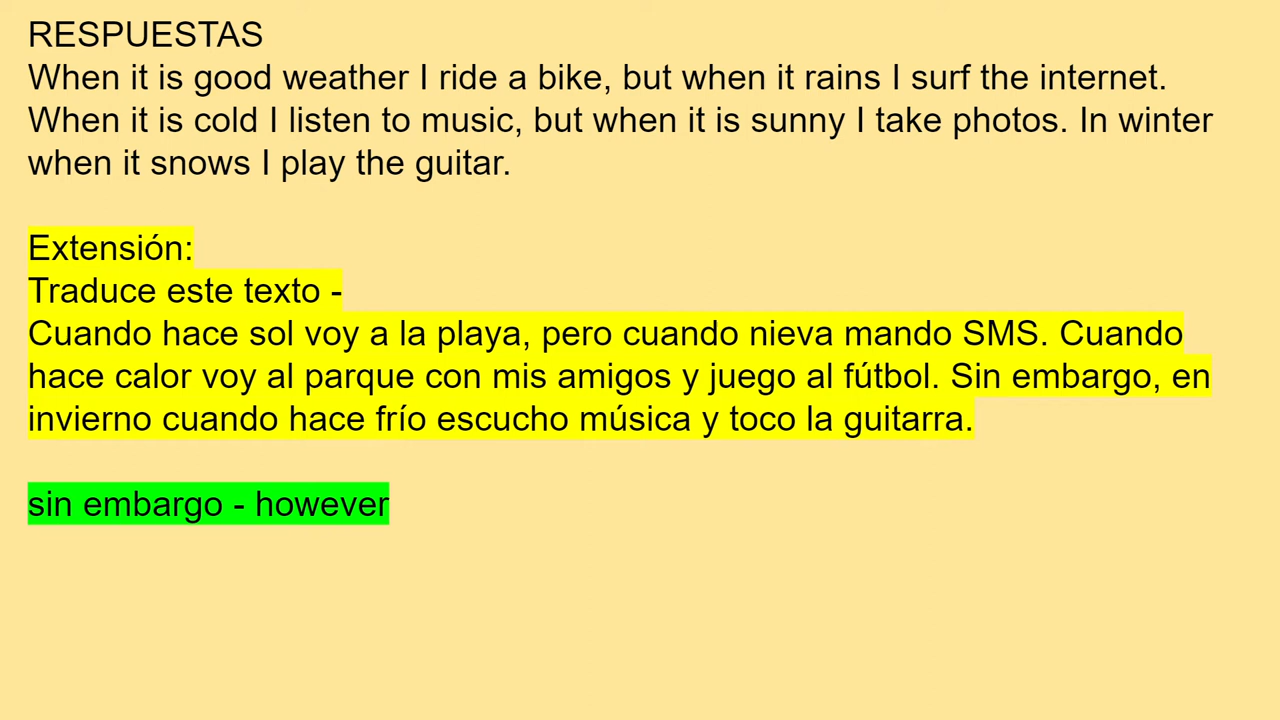 RESPUESTAS
When it is good weather I ride a bike, but when it rains I surf the internet.
When it is cold I listen to music, but when it is sunny I take photos. In winter
when it snows I play the guitar.
Extensión:
Traduce este texto -
Cuando hace sol voy a la playa, pero cuando nieva mando SMS. Cuando
hace calor voy al parque con mis amigos y juego al fútbol. Sin embargo, en
invierno cuando hace frío escucho música y toco la guitarra.
sin embargo - however